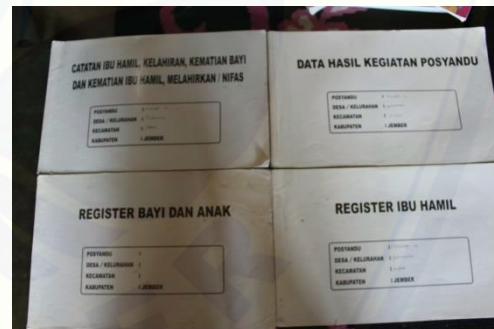 CATATAN IBU HAMIL, KELAHIRAN, KEMATIAN BAYI
DAN KEMATIAN IBU HAMIL, MELAHIRKAN / NIFAS
POSYANDU :
DESA / KELURAHAN :
KECAMATAN :
KABUPATEN : JEMBER
DATA HASIL KEGIATAN POSYANDU
POSYANDU :
DESA / KELURAHAN :
KECAMATAN :
KABUPATEN : JEMBER
REGISTER BAYI DAN ANAK
POSYANDU :
DESA / KELURAHAN :
KECAMATAN :
KABUPATEN : JEMBER
REGISTER IBU HAMIL
POSYANDU :
DESA / KELURAHAN :
KECAMATAN :
KABUPATEN : JEMBER